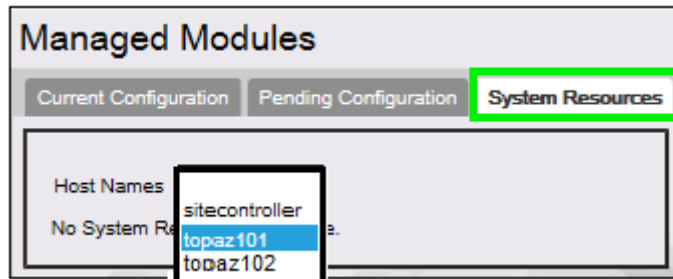 Managed Modules
Current Configuration Pending Configuration System Resources
Host Names
sitecontroller
No System Re e.
topaz101
topaz102